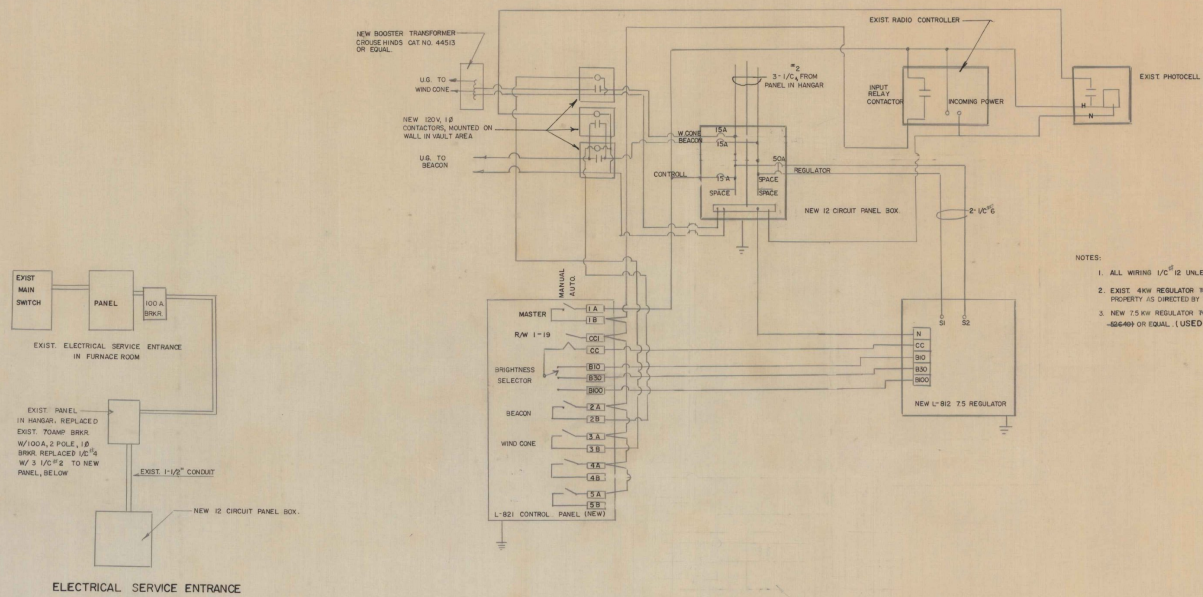 NEW BOOSTER TRANSFORMER
CROUSE HINDS CAT. NO. 44513
OR EQUAL.
U.G. TO
WIND CONE
NEW 120V, 1Ø
CONTACTORS, MOUNTED ON
WALL IN VAULT AREA
U.G. TO
BEACON
#2
3-1/C, FROM
PANEL IN HANGAR
15A
W.CONE
15A
BEACON
50A
REGULATOR
CONTROLL
15A
SPACE
SPACE
SPACE
NEW 12 CIRCUIT PANEL BOX.
EXIST. RADIO CONTROLLER
INPUT
RELAY
CONTACTOR
INCOMING POWER
EXIST. PHOTOCELL
H
N
2-1/C#6
NOTES:
1. ALL WIRING 1/C#12 UNLE
2. EXIST. 4KW REGULATOR T
PROPERTY AS DIRECTED BY
3. NEW 7.5 KW REGULATOR T
OR EQUAL. (USED
EXIST
MAIN
SWITCH
PANEL
100A
BRKR.
EXIST. ELECTRICAL SERVICE ENTRANCE
IN FURNACE ROOM
EXIST. PANEL
IN HANGAR. REPLACED
EXIST. 70AMP BRKR.
W/100A, 2 POLE, 1Ø
BRKR. REPLACED 1/C#4
W/ 3 1/C#2 TO NEW
PANEL, BELOW
EXIST. 1-1/2" CONDUIT
NEW 12 CIRCUIT PANEL BOX.
ELECTRICAL SERVICE ENTRANCE
MANUAL
AUTO.
MASTER
1A
1B
R/W 1-19
CC1
CC
BRIGHTNESS
SELECTOR
B10
B30
B100
BEACON
2A
2B
WIND CONE
3A
3B
4A
4B
5A
5B
L-821 CONTROL PANEL (NEW)
S1
S2
N
CC
B10
B30
B100
NEW L-812 7.5 REGULATOR